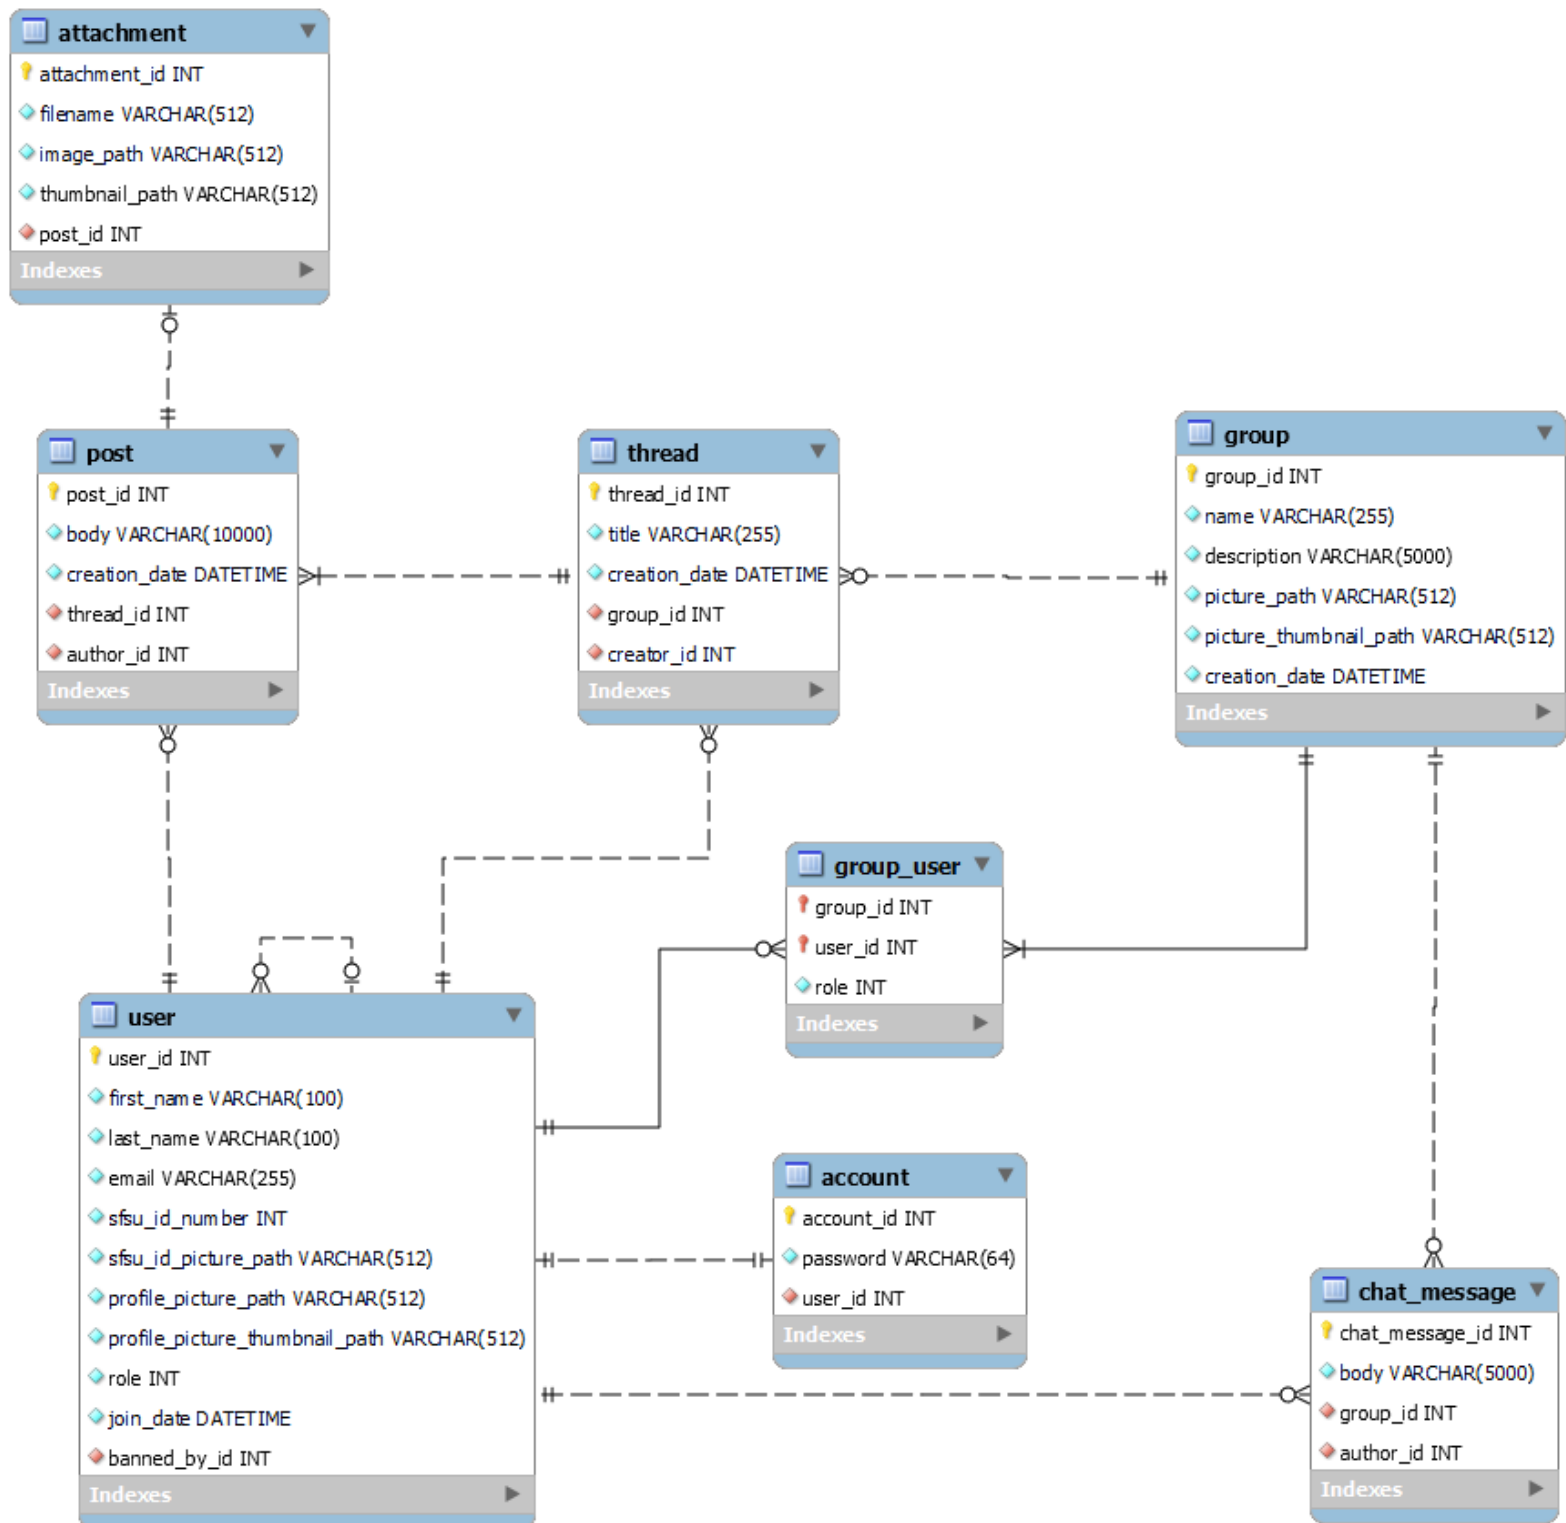 attachment
attachment_id INT
filename VARCHAR(512)
image_path VARCHAR(512)
thumbnail_path VARCHAR(512)
post_id INT
Indexes
post
post_id INT
body VARCHAR(10000)
creation_date DATETIME
thread_id INT
author_id INT
Indexes
thread
thread_id INT
title VARCHAR(255)
creation_date DATETIME
group_id INT
creator_id INT
Indexes
group
group_id INT
name VARCHAR(255)
description VARCHAR(5000)
picture_path VARCHAR(512)
picture_thumbnail_path VARCHAR(512)
creation_date DATETIME
Indexes
group_user
group_id INT
user_id INT
role INT
Indexes
user
user_id INT
first_name VARCHAR(100)
last_name VARCHAR(100)
email VARCHAR(255)
sfsu_id_number INT
sfsu_id_picture_path VARCHAR(512)
profile_picture_path VARCHAR(512)
profile_picture_thumbnail_path VARCHAR(512)
role INT
join_date DATETIME
banned_by_id INT
Indexes
account
account_id INT
password VARCHAR(64)
user_id INT
Indexes
chat_message
chat_message_id INT
body VARCHAR(5000)
group_id INT
author_id INT
Indexes